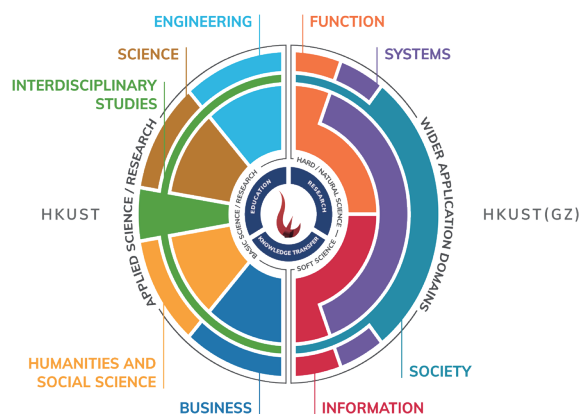 ENGINEERING
FUNCTION
SCIENCE
SYSTEMS
INTERDISCIPLINARY
STUDIES
APPLIED SCIENCE / RESEARCH
WIDER APPLICATION DOMAINS
BASIC SCIENCE / RESEARCH
HARD / NATURAL SCIENCE —
SOFT SCIENCE —
EDUCATION
RESEARCH
KNOWLEDGE TRANSFER
HKUST
HKUST(GZ)
HUMANITIES AND
SOCIAL SCIENCE
SOCIETY
BUSINESS
INFORMATION